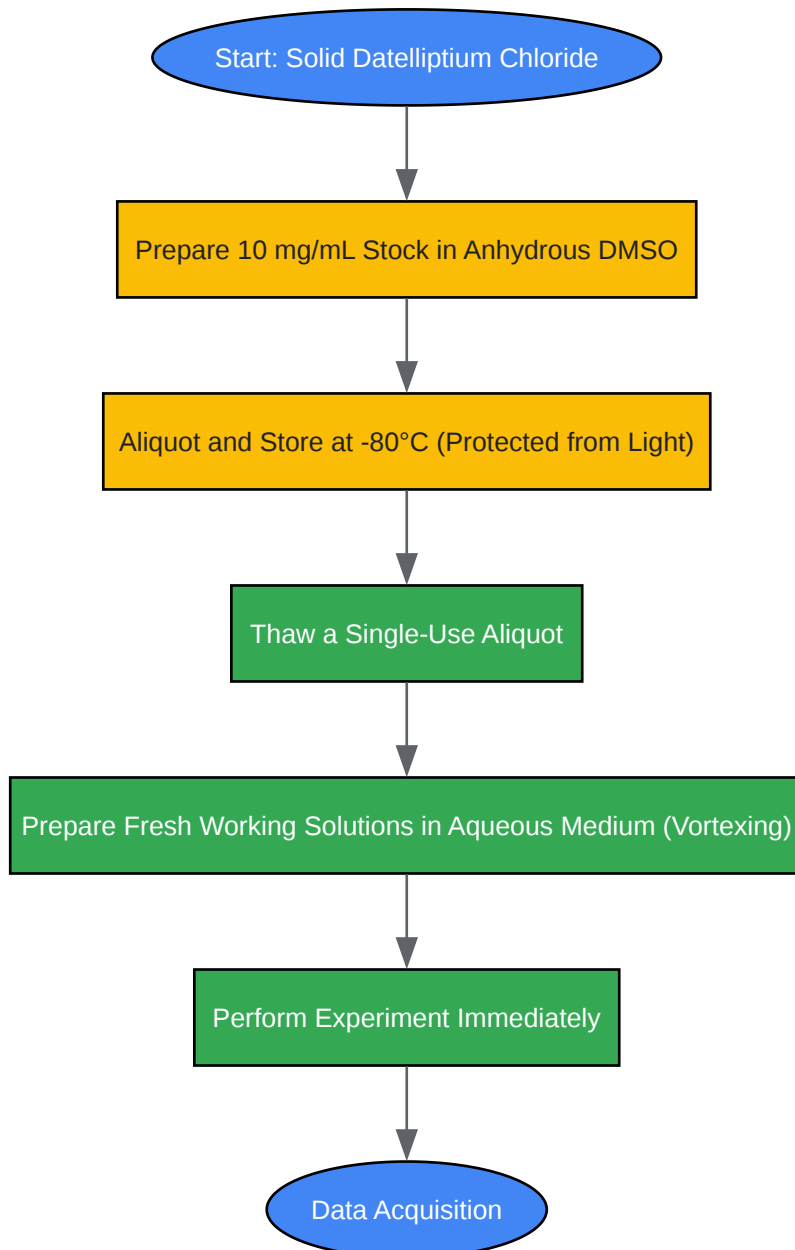 Start: Solid Datelliptium Chloride
Prepare 10 mg/mL Stock in Anhydrous DMSO
Aliquot and Store at -80°C (Protected from Light)
Thaw a Single-Use Aliquot
Prepare Fresh Working Solutions in Aqueous Medium (Vortexing)
Perform Experiment Immediately
Data Acquisition